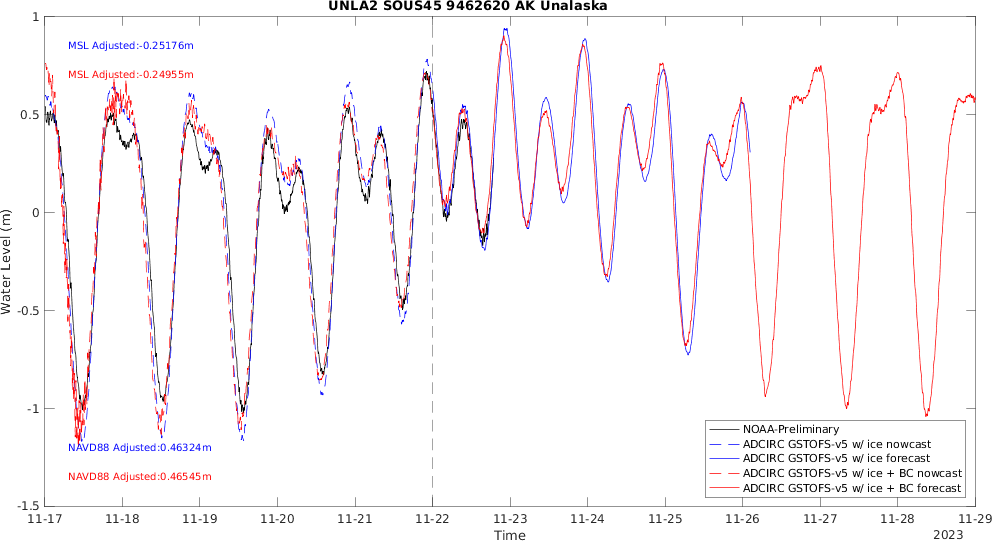 UNLA2 SOUS45 9462620 AK Unalaska
1
0.5
0
-0.5
-1
-1.5
Water Level (m)
MSL Adjusted:-0.25176m
MSL Adjusted:-0.24955m
NAVD88 Adjusted:0.46324m
NAVD88 Adjusted:0.46545m
NOAA-Preliminary
ADCIRC GSTOFS-v5 w/ ice nowcast
ADCIRC GSTOFS-v5 w/ ice forecast
ADCIRC GSTOFS-v5 w/ ice + BC nowcast
ADCIRC GSTOFS-v5 w/ ice + BC forecast
11-17 11-18 11-19 11-20 11-21 11-22 11-23 11-24 11-25 11-26 11-27 11-28 11-29
Time
2023